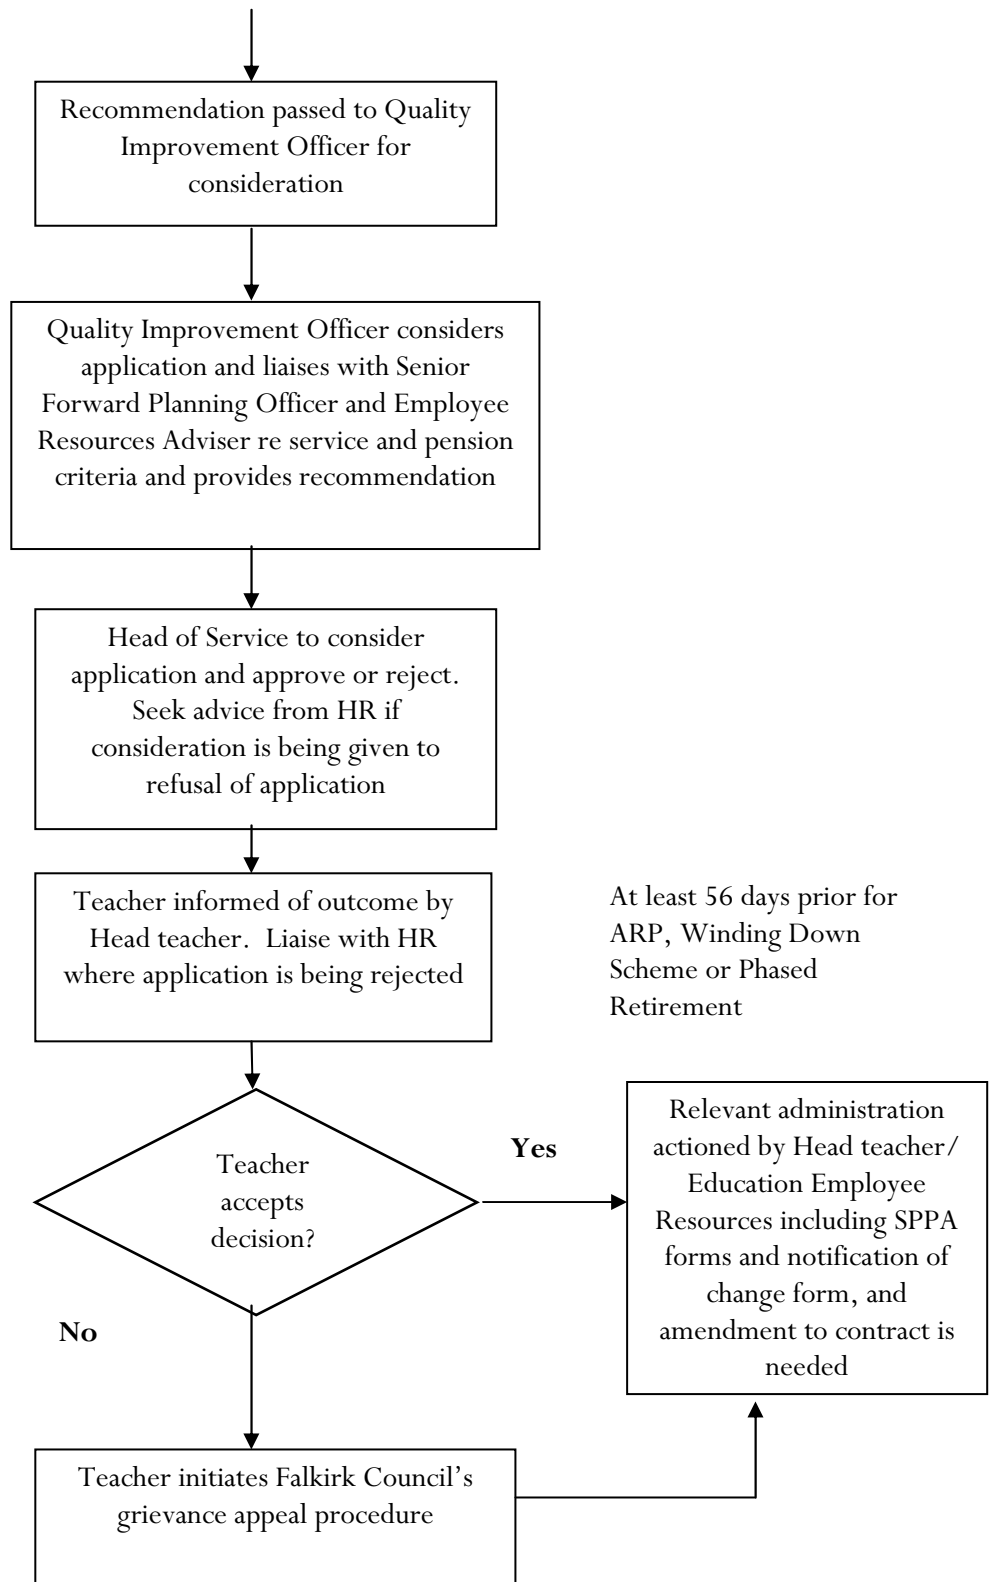 Recommendation passed to Quality
Improvement Officer for
consideration
Quality Improvement Officer considers
application and liaises with Senior
Forward Planning Officer and Employee
Resources Adviser re service and pension
criteria and provides recommendation
Head of Service to consider
application and approve or reject.
Seek advice from HR if
consideration is being given to
refusal of application
Teacher informed of outcome by
Head teacher.  Liaise with HR
where application is being rejected
At least 56 days prior for
ARP, Winding Down
Scheme or Phased
Retirement
Teacher
accepts
decision?
Yes
Relevant administration
actioned by Head teacher/
Education Employee
Resources including SPPA
forms and notification of
change form, and
amendment to contract is
needed
No
Teacher initiates Falkirk Council’s
grievance appeal procedure